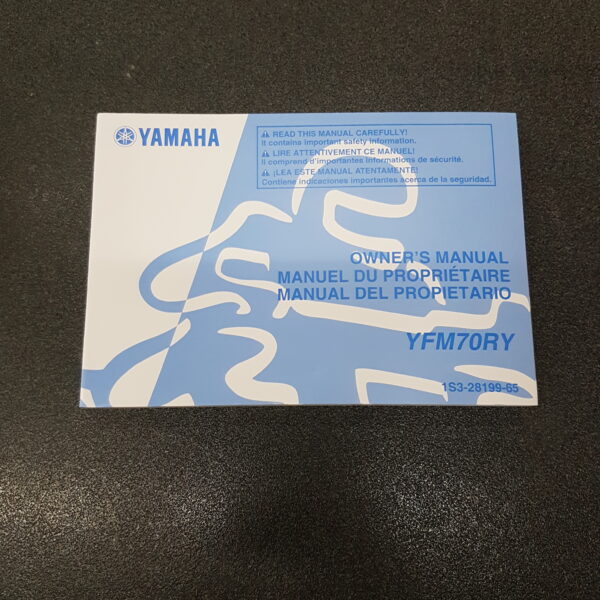 YAMAHA
READ THIS MANUAL CAREFULLY!
It contains important safety information.
LIRE ATTENTIVEMENT CE MANUEL!
Il comprend d'importantes informations de sécurité.
¡LEA ESTE MANUAL ATENTAMENTE!
Contiene indicaciones importantes acerca de la seguridad.
OWNER'S MANUAL
MANUEL DU PROPRIÉTAIRE
MANUAL DEL PROPIETARIO
YFM70RY
1S3-28199-65